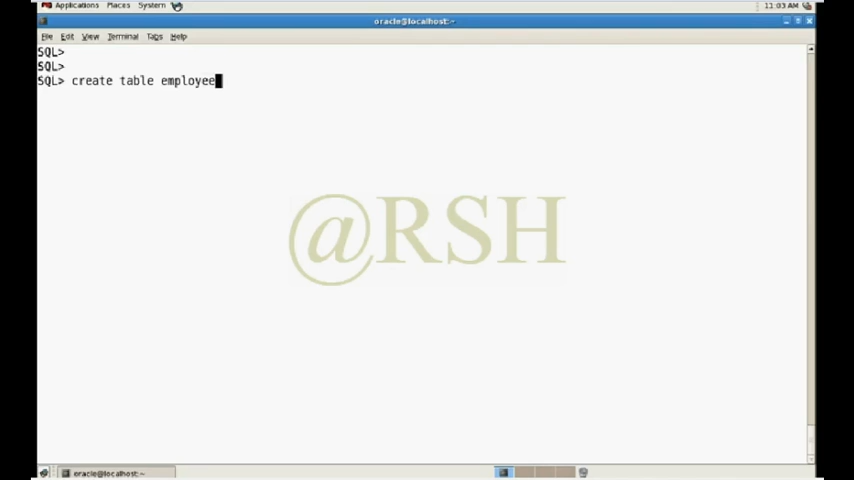 Applications Places System 11:03 AM
oracle@localhost:~
File Edit View Terminal Tabs Help
SQL>
SQL>
SQL> create table employee
@RSH
oracle@localhost:~